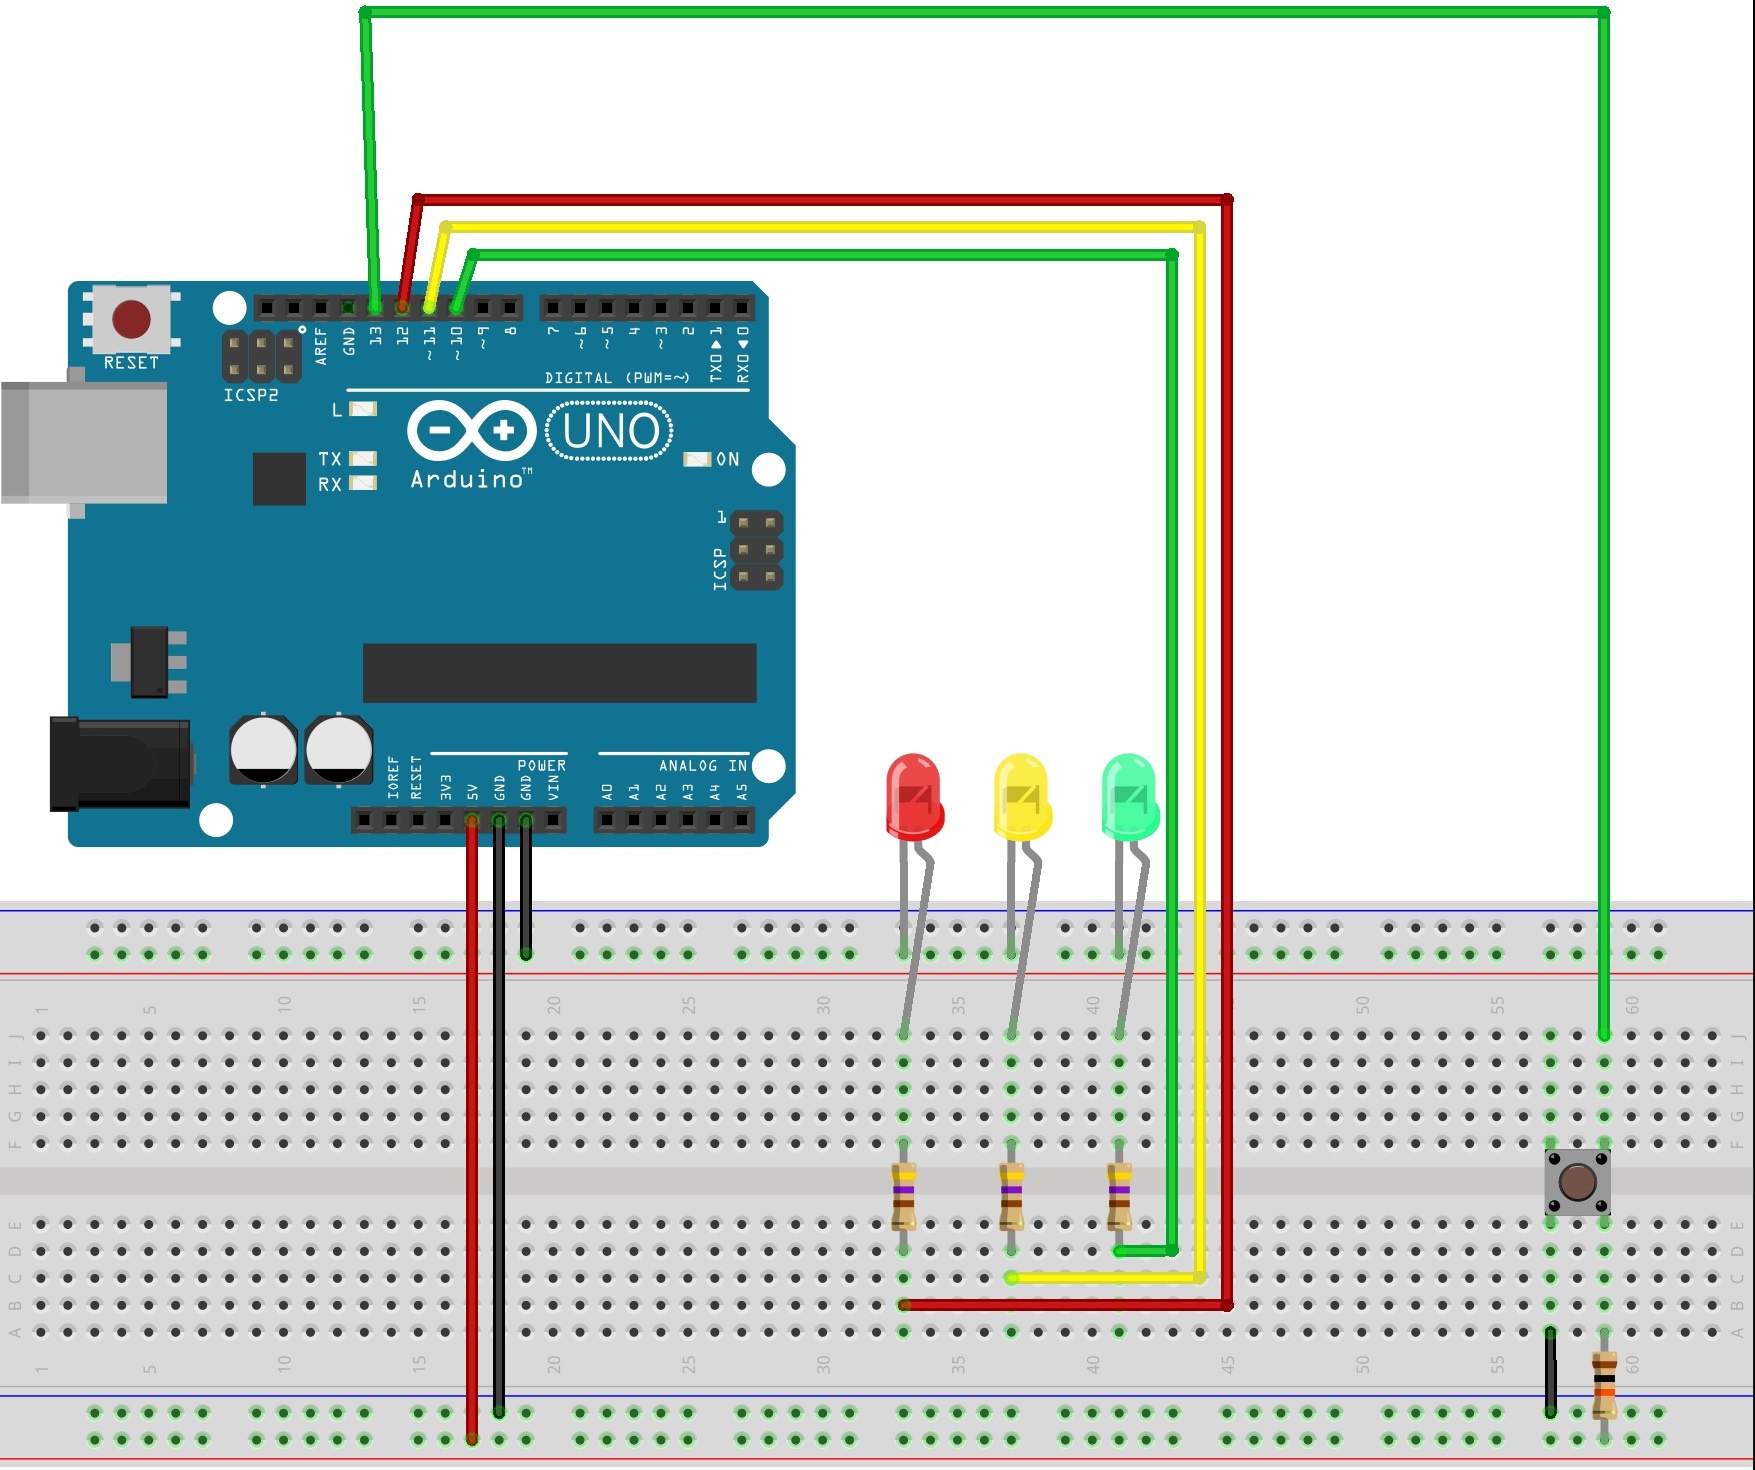 RESET
ICSP2
AREF
GND
13
12
~11
~10
~9
8
7
~6
~5
4
~3
2
TX0▶1
RX0◀0
DIGITAL (PWM=~)
L
TX
RX
UNO
ON
Arduino™
1
ICSP
POWER
ANALOG IN
IOREF
RESET
3V3
5V
GND
GND
VIN
A0
A1
A2
A3
A4
A5
1 5 10 15 20 25 30 35 40 50 55 60
J J
I I
H H
G G
F F
E E
D D
C C
B B
A A
1 5 10 15 20 25 30 35 40 45 50 55 60